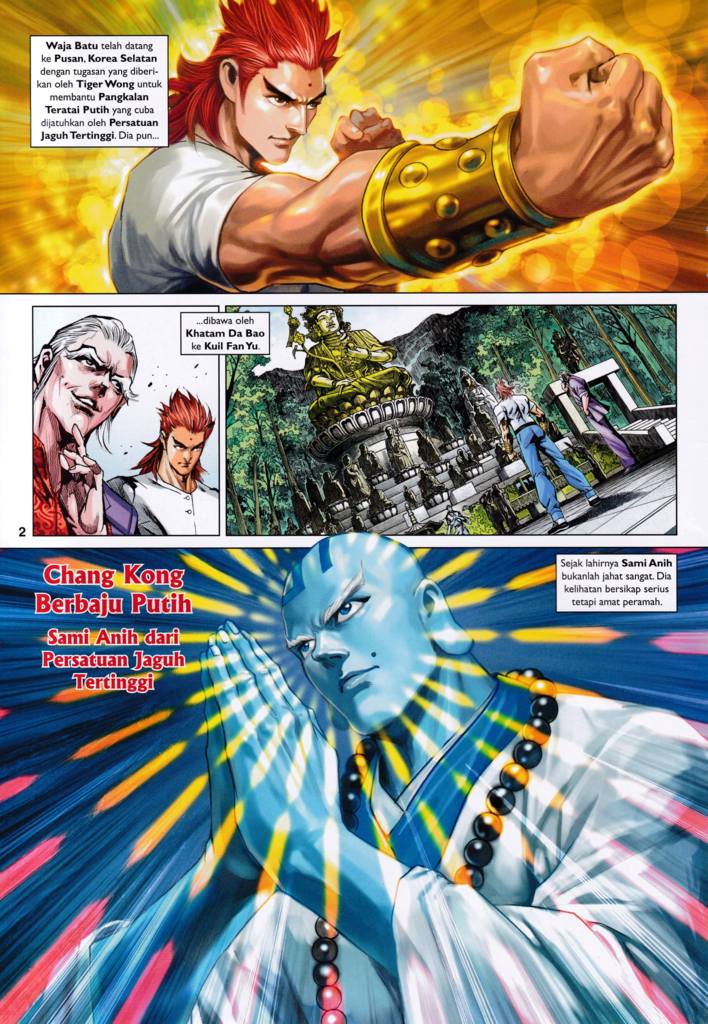 Waja Batu telah datang
ke Pusan, Korea Selatan
dengan tugasan yang diberi-
kan oleh Tiger Wong untuk
membantu Pangkalan
Teratai Putih yang cuba
dijatuhkan oleh Persatuan
Jaguh Tertinggi. Dia pun...
...dibawa oleh
Khatam Da Bao
ke Kuil Fan Yu.
2
Chang Kong
Berbaju Putih
Sami Anih dari
Persatuan Jaguh
Tertinggi
Sejak lahirnya Sami Anih
bukanlah jahat sangat. Dia
kelihatan bersikap serius
tetapi amat peramah.